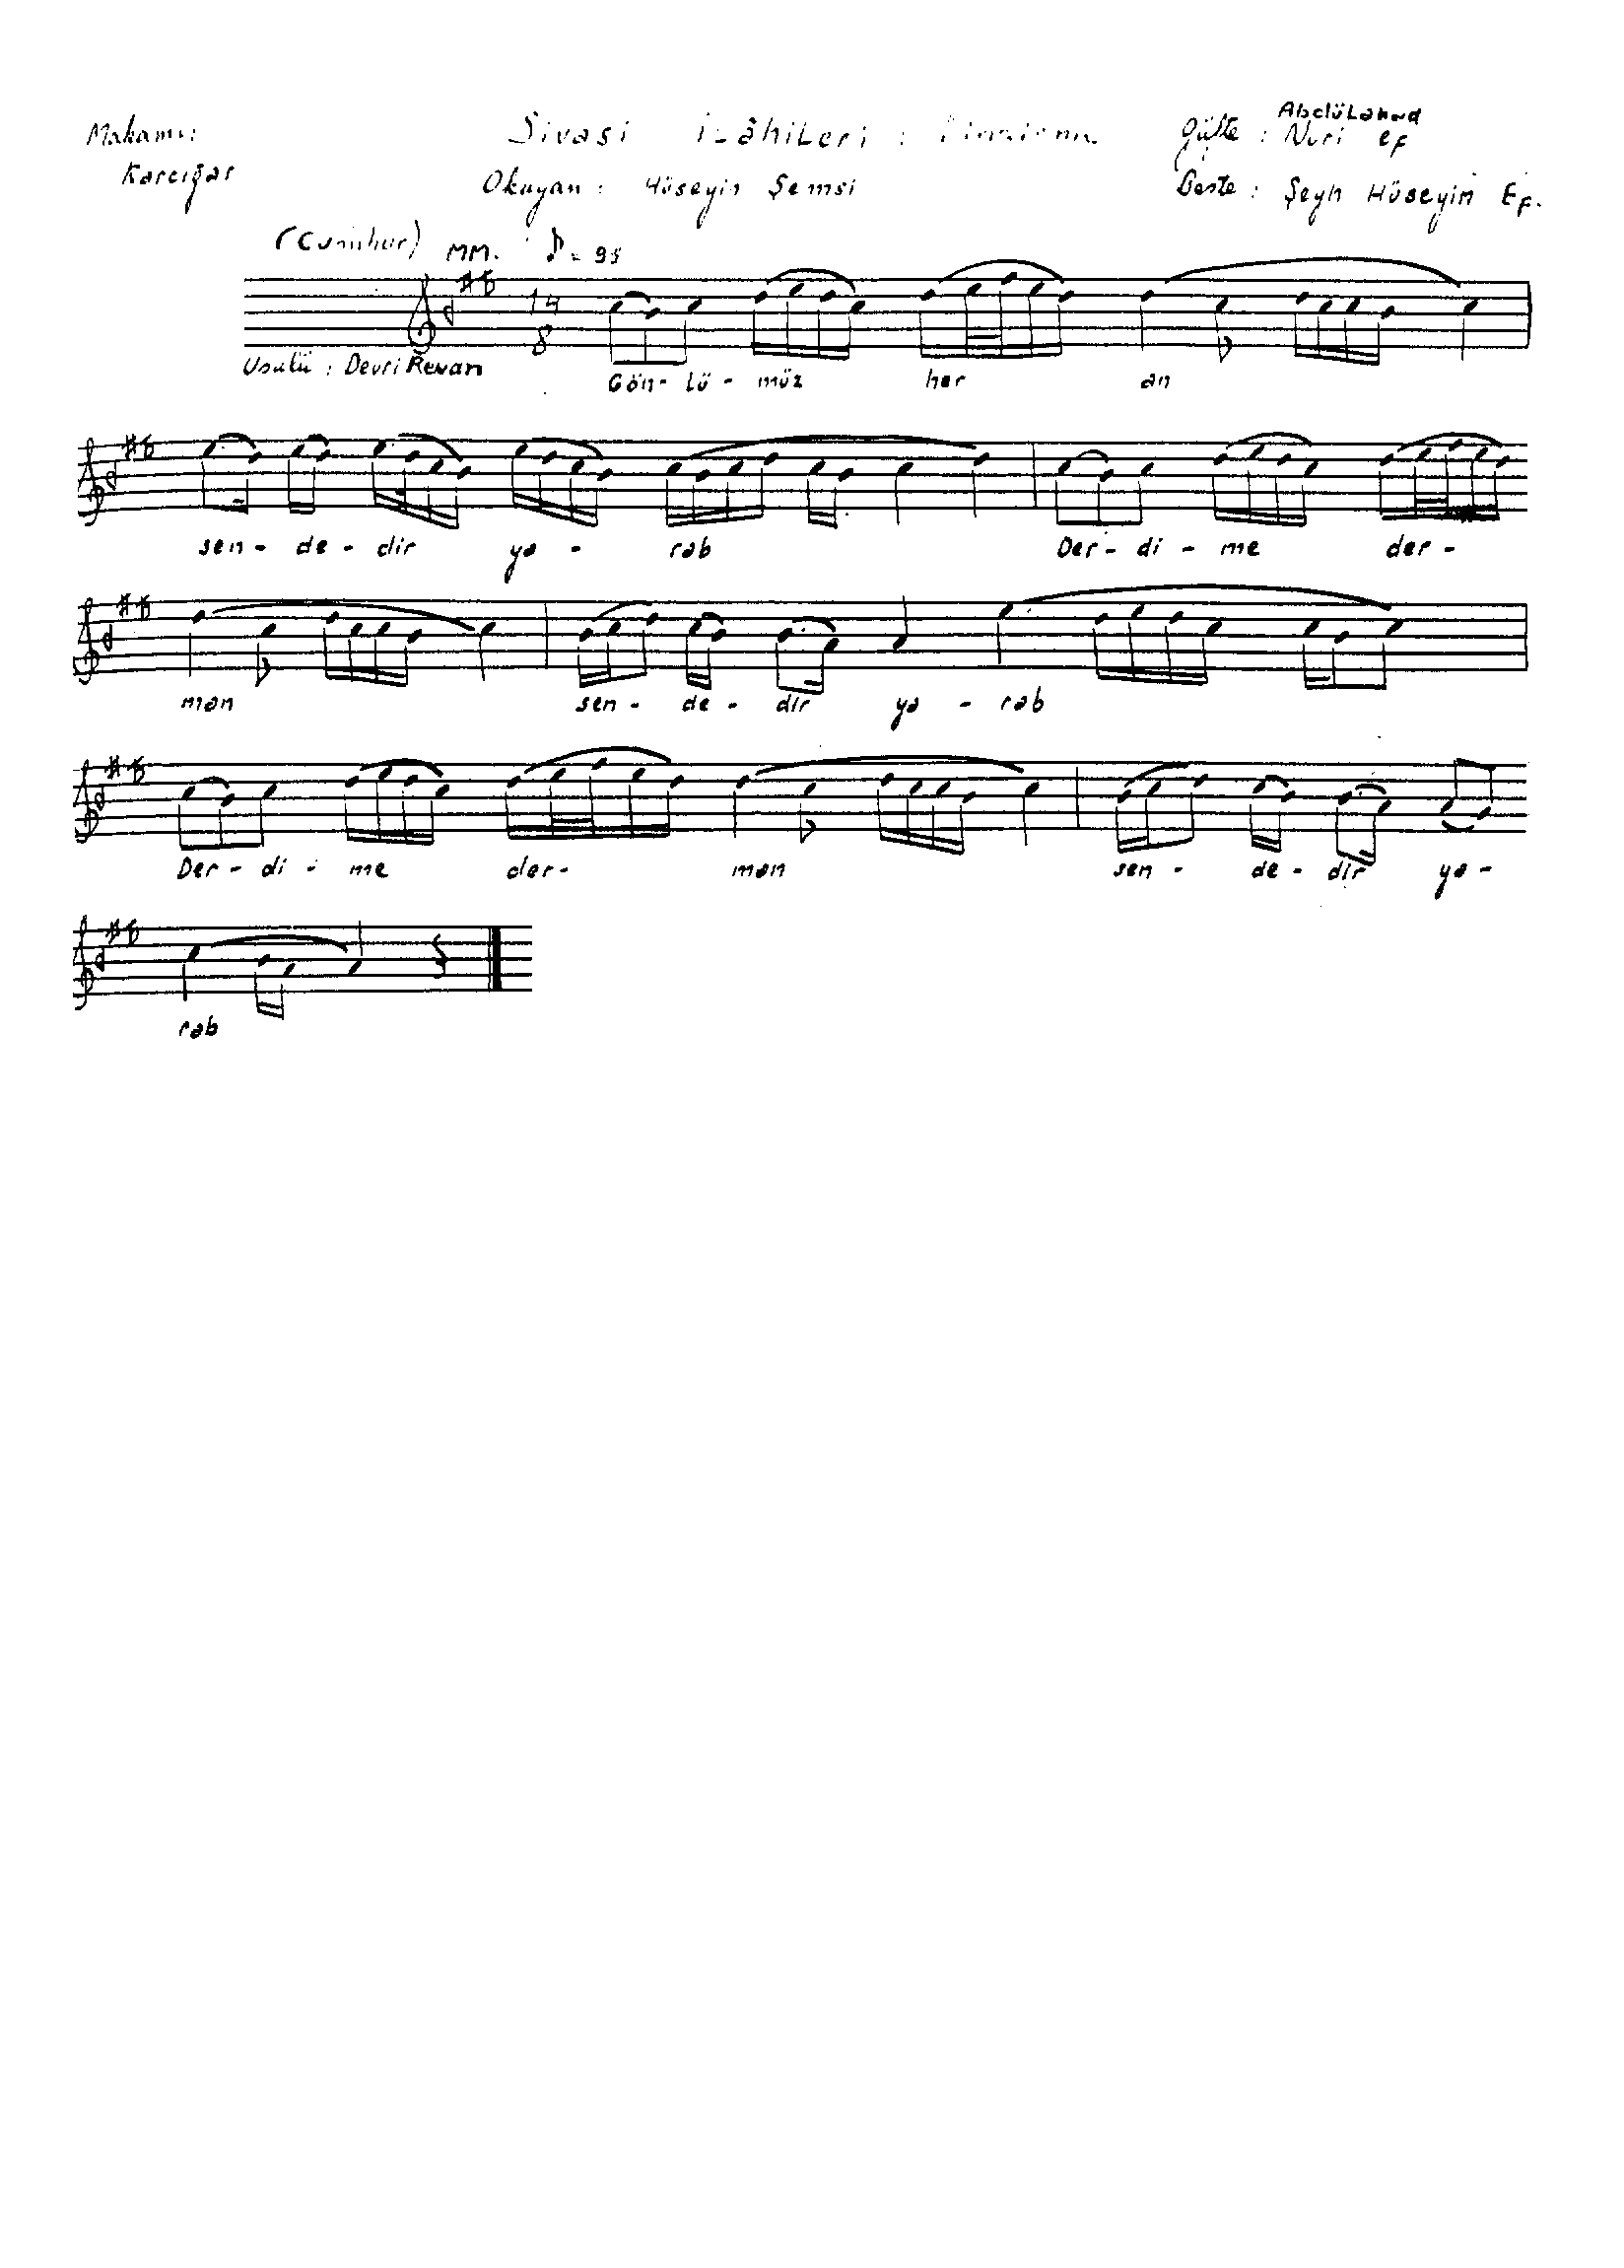 Makamı: Sivasi İlâhileri : Güfte : Abdülahad Nuri Ef
Karcığar Okuyan : Hüseyin Şemsi Beste : Şeyh Hüseyin Ef.
(Cumhur) MM. ♪ = 95
14
8
Usulü : Devri Revan Gön- lü - müz her an
sen- de - dir ya - rab Der- di - me der-
man sen- de- dir ya - rab
Der- di - me der- man sen- de- dir ya-
rab